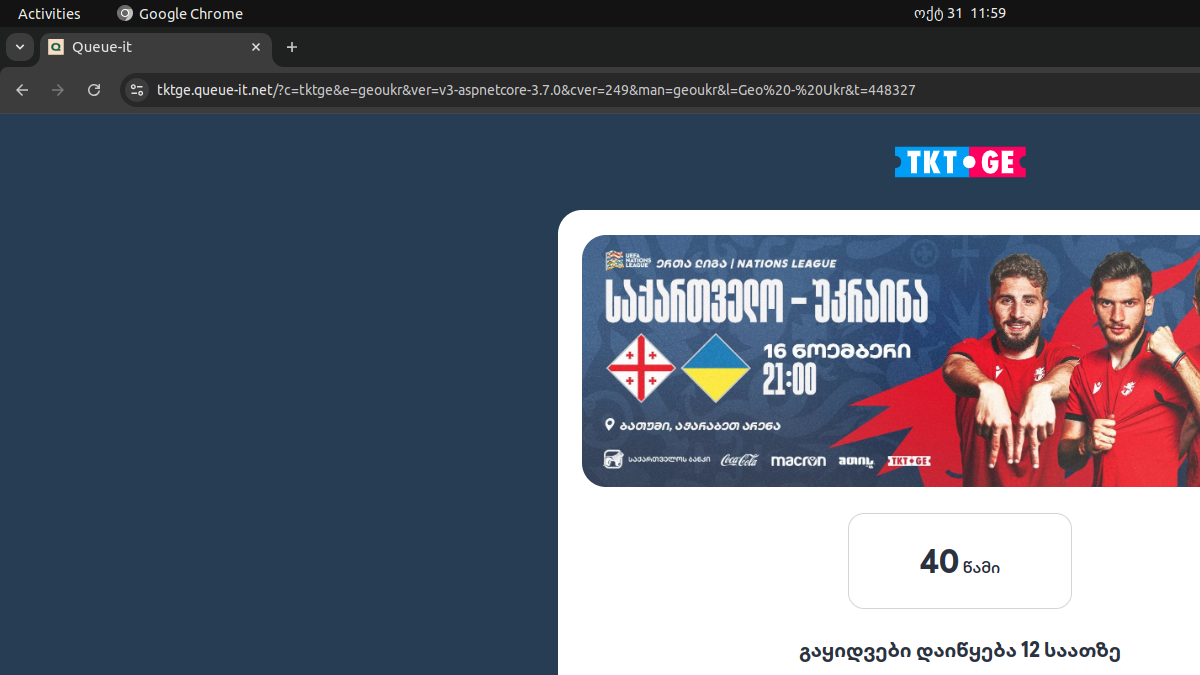 Activities
Google Chrome
ოქტ 31 11:59
Queue-it
tktge.queue-it.net/?c=tktge&e=geoukr&ver=v3-aspnetcore-3.7.0&cver=249&man=geoukr&l=Geo%20-%20Ukr&t=448327
TKT GE
UEFA NATIONS LEAGUE
ერთა ლიგა | NATIONS LEAGUE
საქართველო - უკრაინა
16 ნოემბერი
21:00
ბათუმი, აჭარაბეთ არენა
საქართველოს ბანკი Coca-Cola macron მთის TKT GE
40 წამი
გაყიდვები დაიწყება 12 საათზე